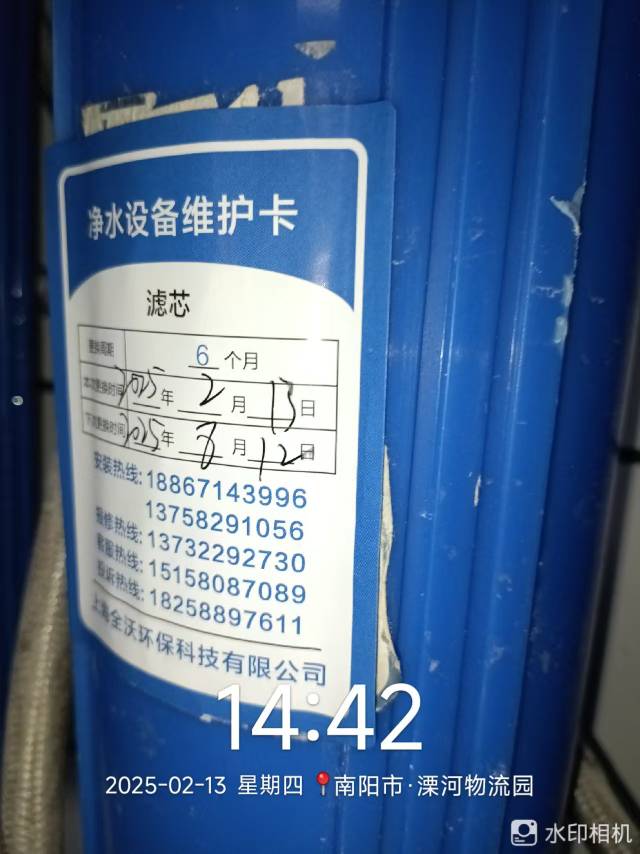 净水设备维护卡
滤芯
更换周期 6 个月
本次更换时间 2025年 2 月 13 日
下次更换时间 2025年 8 月 12 日
安装热线:18867143996
13758291056
报修热线:13732292730
客服热线:15158087089
投诉热线:18258897611
上海全沃环保科技有限公司
14:42
2025-02-13 星期四 南阳市·溧河物流园
水印相机